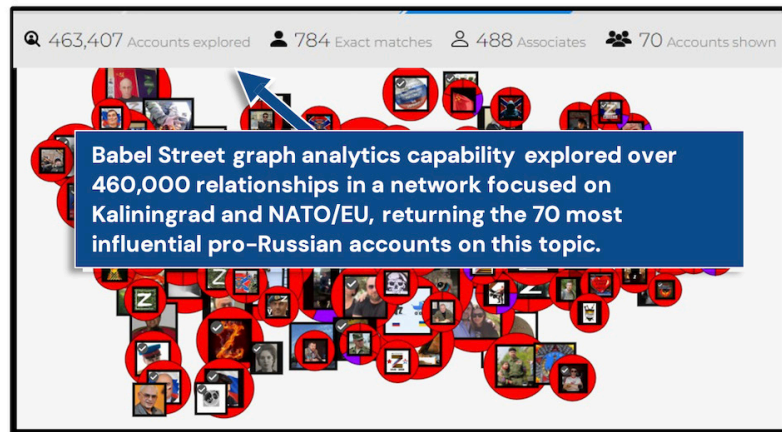 463,407 Accounts explored 784 Exact matches 488 Associates 70 Accounts shown
Babel Street graph analytics capability explored over
460,000 relationships in a network focused on
Kaliningrad and NATO/EU, returning the 70 most
influential pro-Russian accounts on this topic.